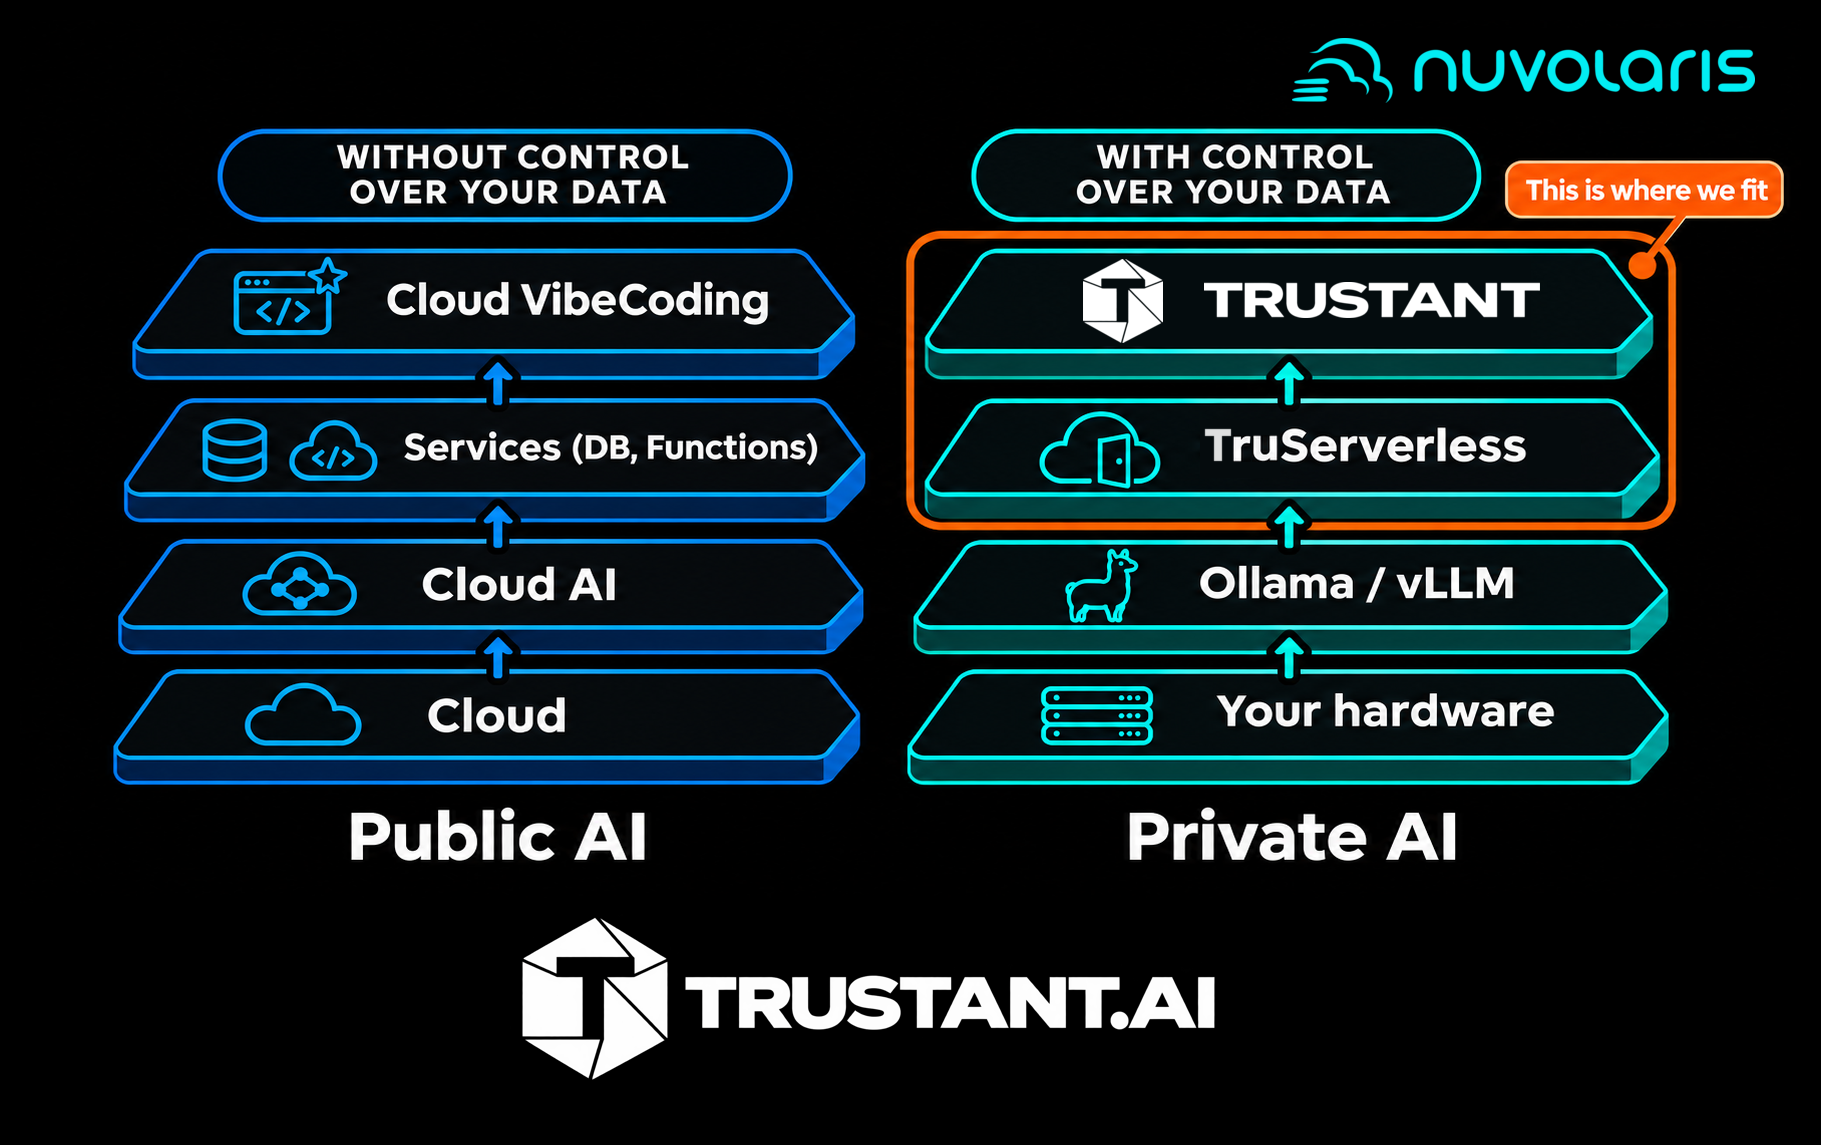 nuvolaris
WITHOUT CONTROL
OVER YOUR DATA
Cloud VibeCoding
Services (DB, Functions)
Cloud AI
Cloud
Public AI
WITH CONTROL
OVER YOUR DATA
This is where we fit
TRUSTANT
TruServerless
Ollama / vLLM
Your hardware
Private AI
TRUSTANT.AI